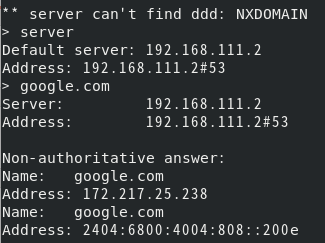 ** server can't find ddd: NXDOMAIN
> server
Default server: 192.168.111.2
Address: 192.168.111.2#53
> google.com
Server:         192.168.111.2
Address:        192.168.111.2#53

Non-authoritative answer:
Name:   google.com
Address: 172.217.25.238
Name:   google.com
Address: 2404:6800:4004:808::200e